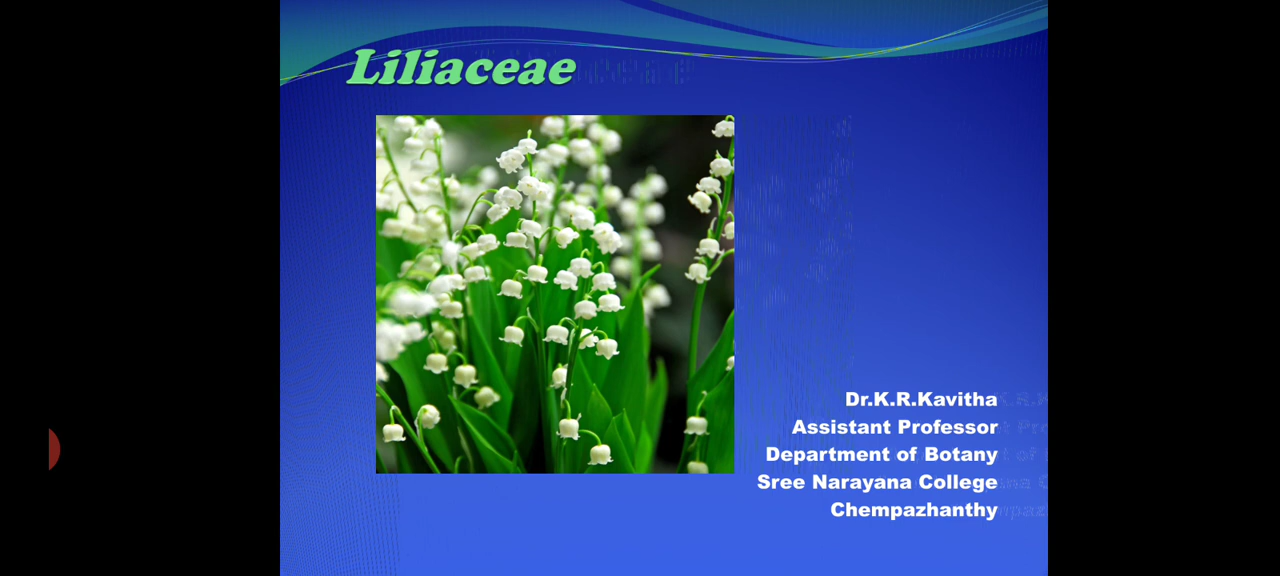 Liliaceae
Dr.K.R.Kavitha
Assistant Professor
Department of Botany
Sree Narayana College
Chempazhanthy